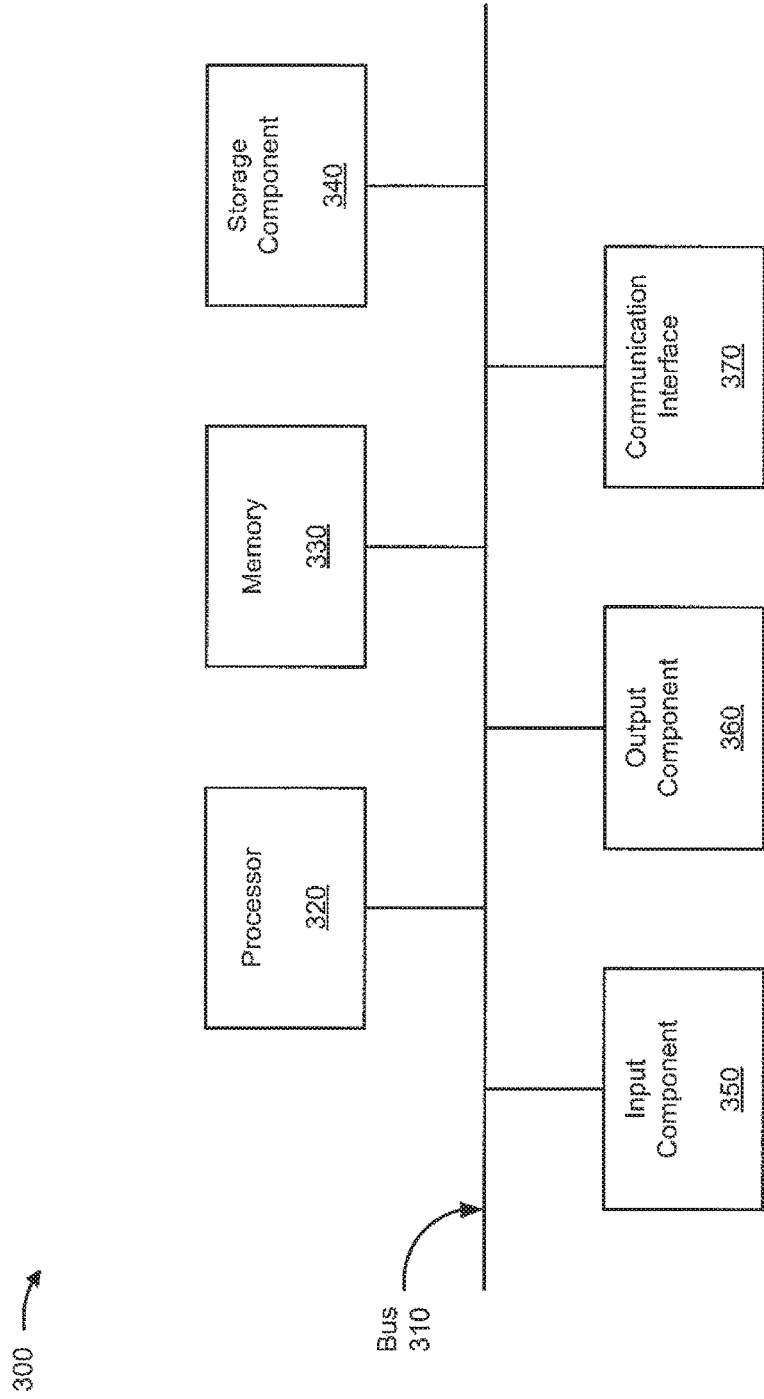 300
Processor
320
Memory
330
Storage
Component
340
Bus
310
Input
Component
350
Output
Component
360
Communication
Interface
370